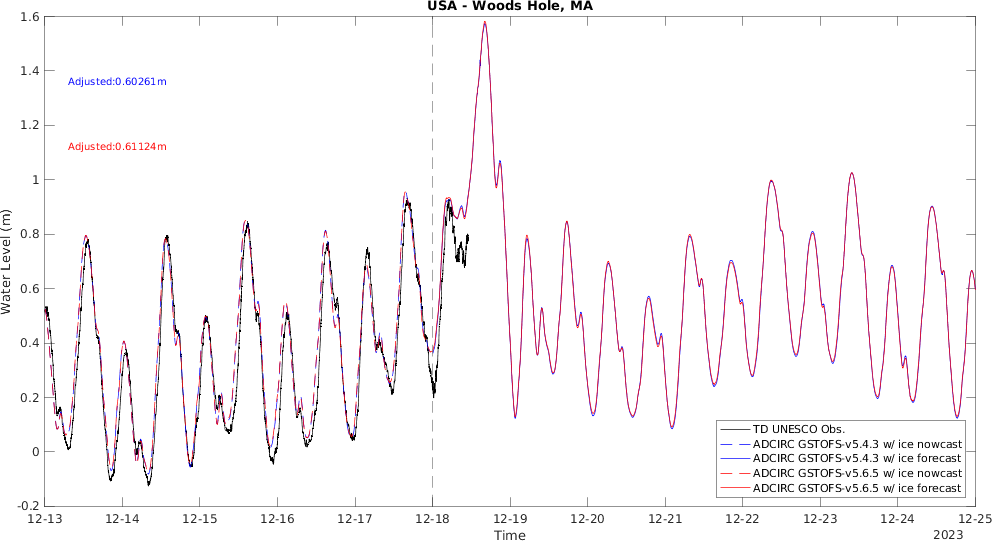 USA - Woods Hole, MA
1.6
1.4
1.2
1
0.8
0.6
0.4
0.2
0
-0.2
Water Level (m)
Adjusted:0.60261m
Adjusted:0.61124m
TD UNESCO Obs.
ADCIRC GSTOFS-v5.4.3 w/ ice nowcast
ADCIRC GSTOFS-v5.4.3 w/ ice forecast
ADCIRC GSTOFS-v5.6.5 w/ ice nowcast
ADCIRC GSTOFS-v5.6.5 w/ ice forecast
12-13 12-14 12-15 12-16 12-17 12-18 12-19 12-20 12-21 12-22 12-23 12-24 12-25
Time
2023